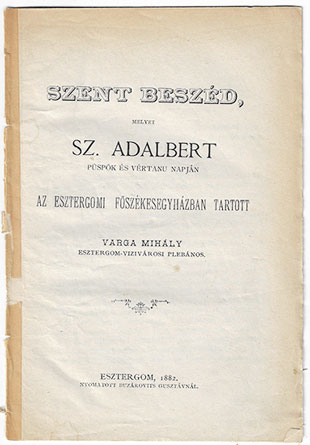 SZENT BESZÉD,
MELYET
SZ. ADALBERT
PÜSPÖK ÉS VÉRTANU NAPJÁN
AZ ESZTERGOMI FŐSZÉKESEGYHÁZBAN TARTOTT
VARGA MIHÁLY
ESZTERGOM-VIZIVÁROSI PLEBÁNOS.
ESZTERGOM, 1882.
NYOMATOTT BUZÁROVITS GUSZTÁVNÁL.